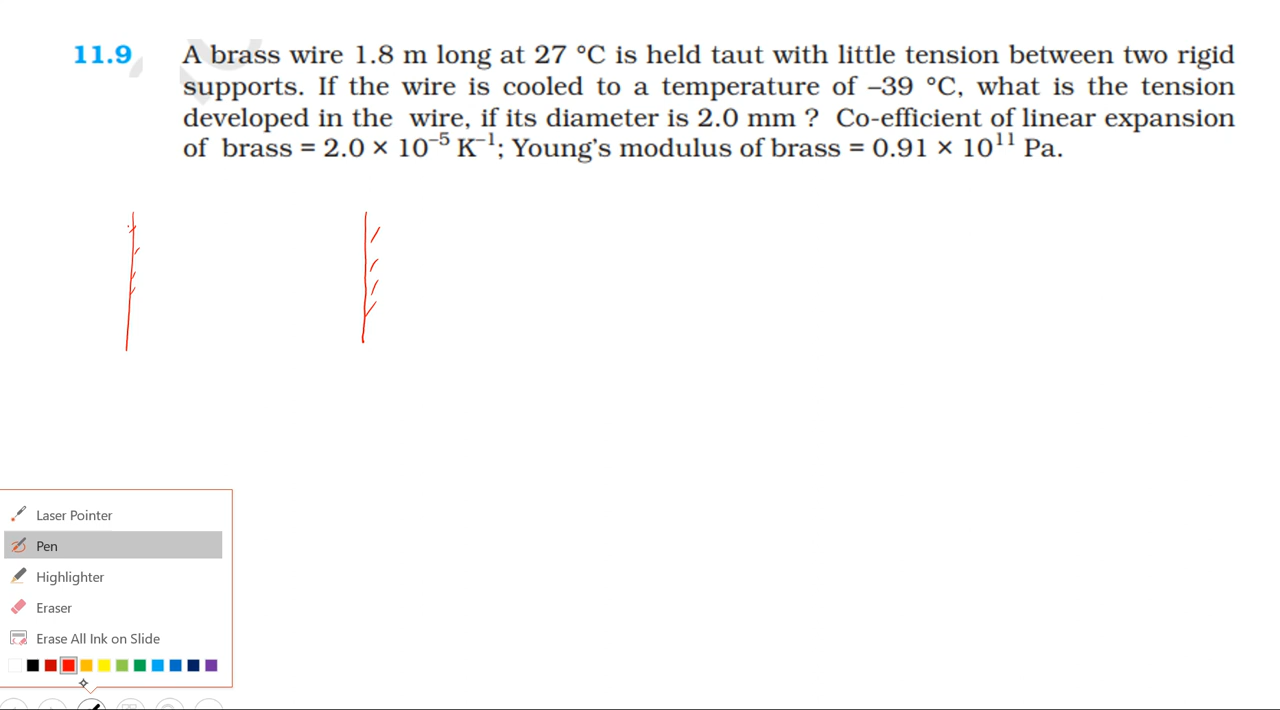 11.9 A brass wire 1.8 m long at 27 °C is held taut with little tension between two rigid
supports. If the wire is cooled to a temperature of –39 °C, what is the tension
developed in the wire, if its diameter is 2.0 mm ? Co-efficient of linear expansion
of brass = 2.0 × 10⁻⁵ K⁻¹; Young's modulus of brass = 0.91 × 10¹¹ Pa.
Laser Pointer
Pen
Highlighter
Eraser
Erase All Ink on Slide